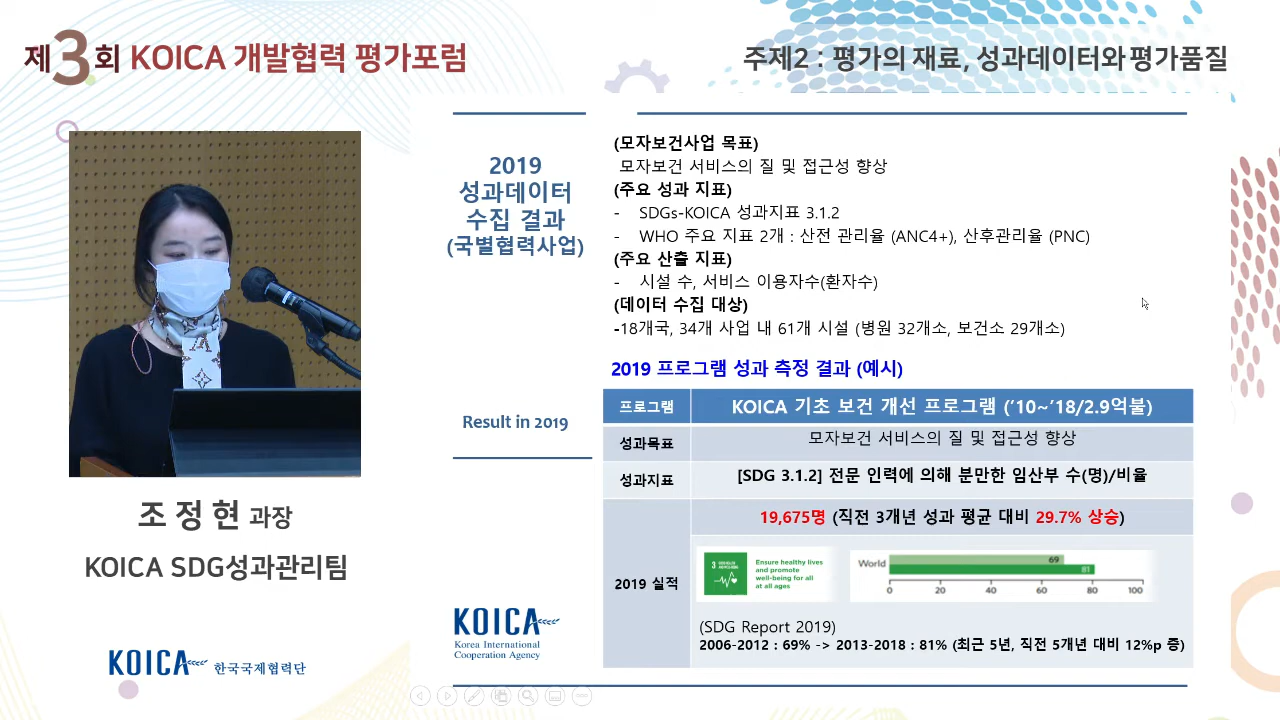 제3회 KOICA 개발협력 평가포럼
주제2 : 평가의 재료, 성과데이터와 평가품질
조 정 현 과장
KOICA SDG성과관리팀
KOICA 한국국제협력단
2019
성과데이터
수집 결과
(국별협력사업)
Result in 2019
KOICA
Korea International
Cooperation Agency
(모자보건사업 목표)
모자보건 서비스의 질 및 접근성 향상
(주요 성과 지표)
- SDGs-KOICA 성과지표 3.1.2
- WHO 주요 지표 2개 : 산전 관리율 (ANC4+), 산후관리율 (PNC)
(주요 산출 지표)
- 시설 수, 서비스 이용자수(환자수)
(데이터 수집 대상)
-18개국, 34개 사업 내 61개 시설 (병원 32개소, 보건소 29개소)
2019 프로그램 성과 측정 결과 (예시)
프로그램 KOICA 기초 보건 개선 프로그램 (’10~’18/2.9억불)
성과목표 모자보건 서비스의 질 및 접근성 향상
성과지표 [SDG 3.1.2] 전문 인력에 의해 분만한 임산부 수(명)/비율
2019 실적
19,675명 (직전 3개년 성과 평균 대비 29.7% 상승)
3
Ensure healthy lives
and promote
well-being for all
at all ages
World
69
81
0 20 40 60 80 100
(SDG Report 2019)
2006-2012 : 69% -> 2013-2018 : 81% (최근 5년, 직전 5개년 대비 12%p 증)